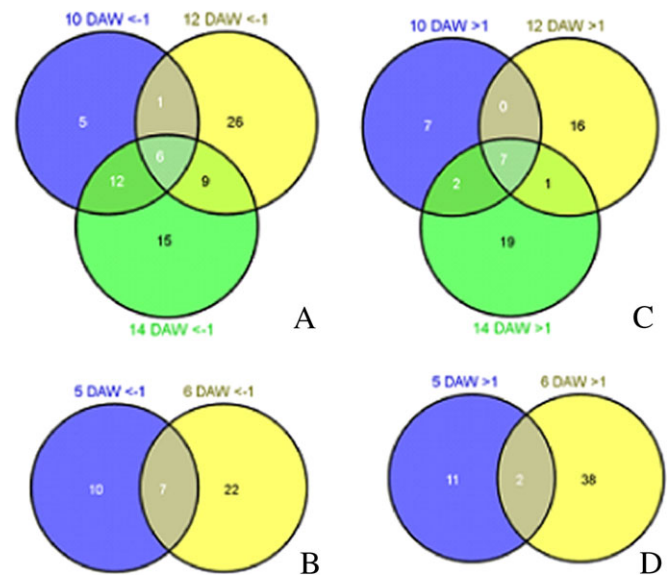 10 DAW <-1 12 DAW <-1
1
5 26
6
12 9
15
14 DAW <-1
A
10 DAW >1 12 DAW >1
0
7 16
7
2 1
19
14 DAW >1
C
5 DAW <-1 6 DAW <-1
10 7 22
B
5 DAW >1 6 DAW >1
11 2 38
D